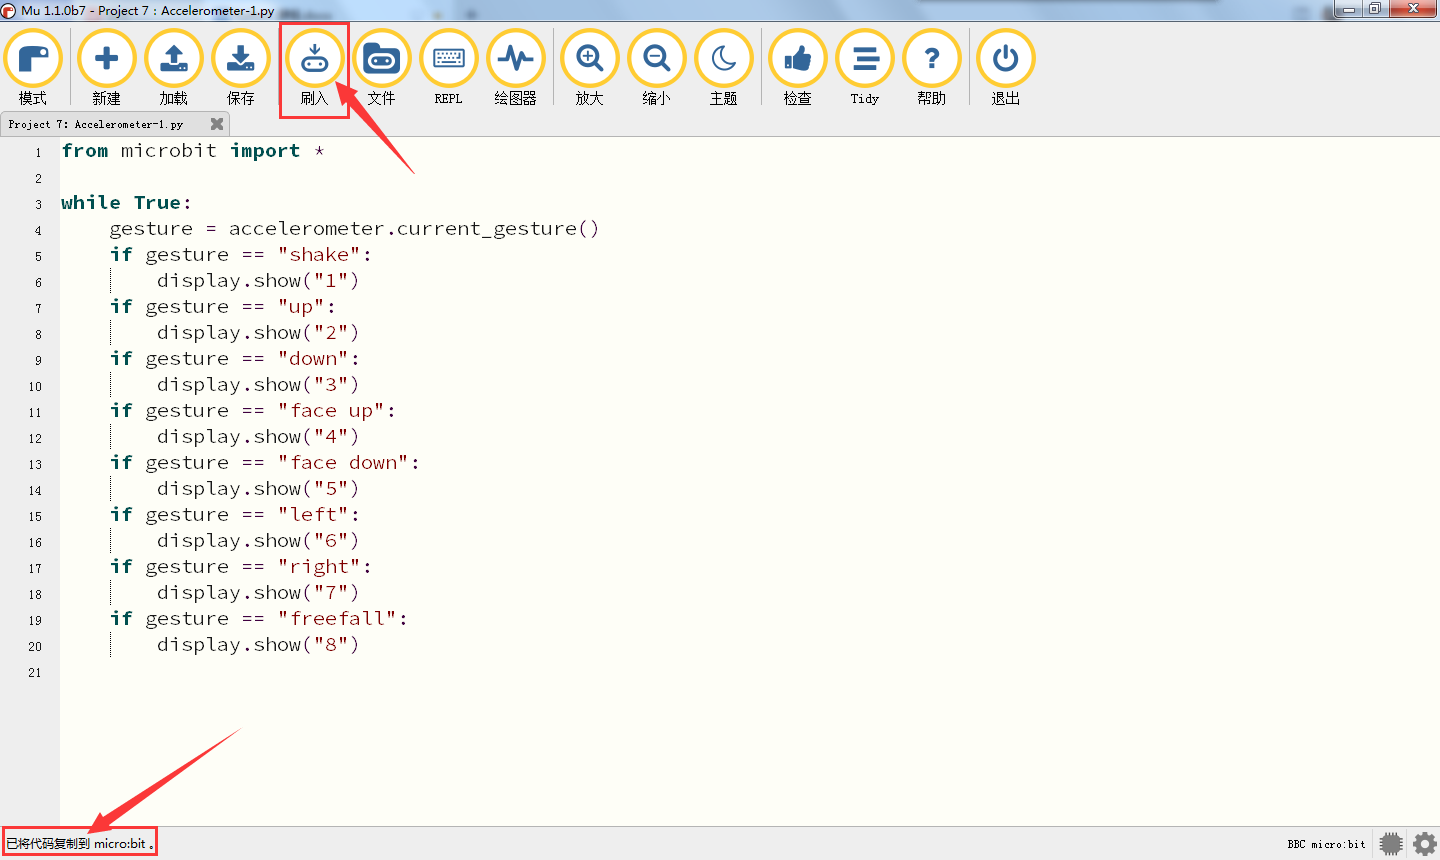 Mu 1.1.0b7 - Project 7：Accelerometer-1.py
模式 新建 加载 保存 刷入 文件 REPL 绘图器 放大 缩小 主题 检查 Tidy 帮助 退出
Project 7: Accelerometer-1.py
1 from microbit import *
2
3 while True:
4 gesture = accelerometer.current_gesture()
5 if gesture == "shake":
6 display.show("1")
7 if gesture == "up":
8 display.show("2")
9 if gesture == "down":
10 display.show("3")
11 if gesture == "face up":
12 display.show("4")
13 if gesture == "face down":
14 display.show("5")
15 if gesture == "left":
16 display.show("6")
17 if gesture == "right":
18 display.show("7")
19 if gesture == "freefall":
20 display.show("8")
21
已将代码复制到 micro:bit 。
BBC micro:bit